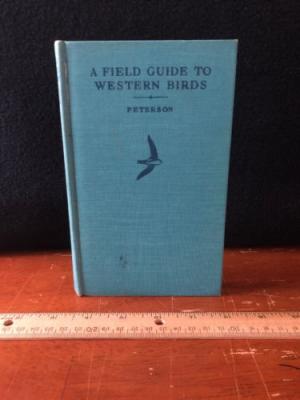 A FIELD GUIDE TO
WESTERN BIRDS
PETERSON